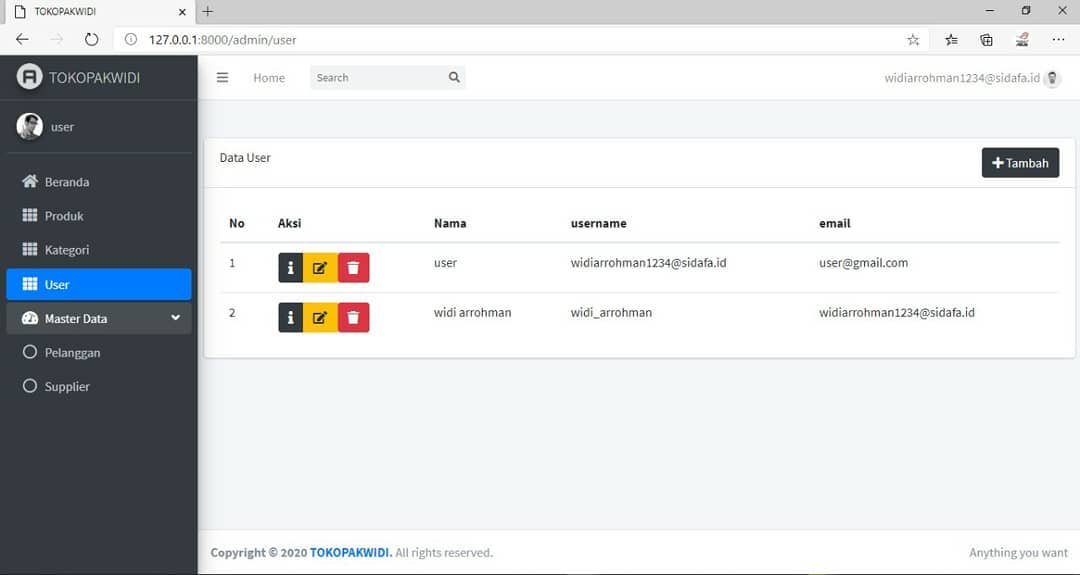 TOKOPAKWIDI
127.0.0.1:8000/admin/user
TOKOPAKWIDI
Home
Search
widiarrohman1234@sidafa.id
user
Beranda
Produk
Kategori
User
Master Data
Pelanggan
Supplier
Data User
Tambah
No Aksi Nama username email
1 user widiarrohman1234@sidafa.id user@gmail.com
2 widi arrohman widi_arrohman widiarrohman1234@sidafa.id
Copyright © 2020 TOKOPAKWIDI. All rights reserved.
Anything you want